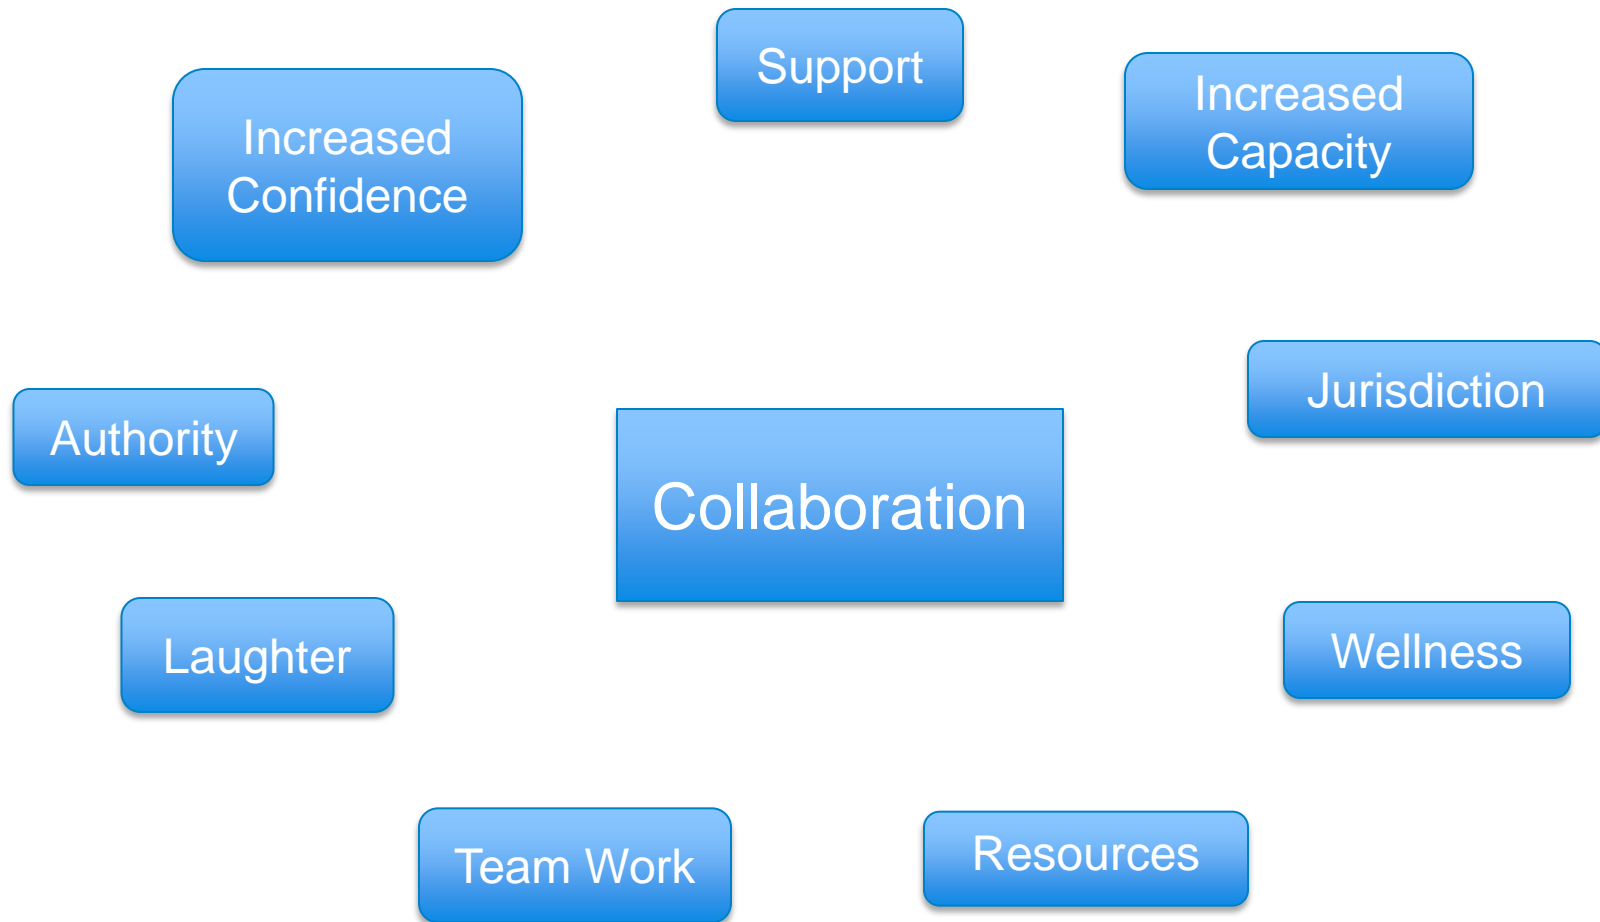 Support
Increased
Capacity
Increased
Confidence
Jurisdiction
Authority
Collaboration
Laughter
Wellness
Team Work
Resources